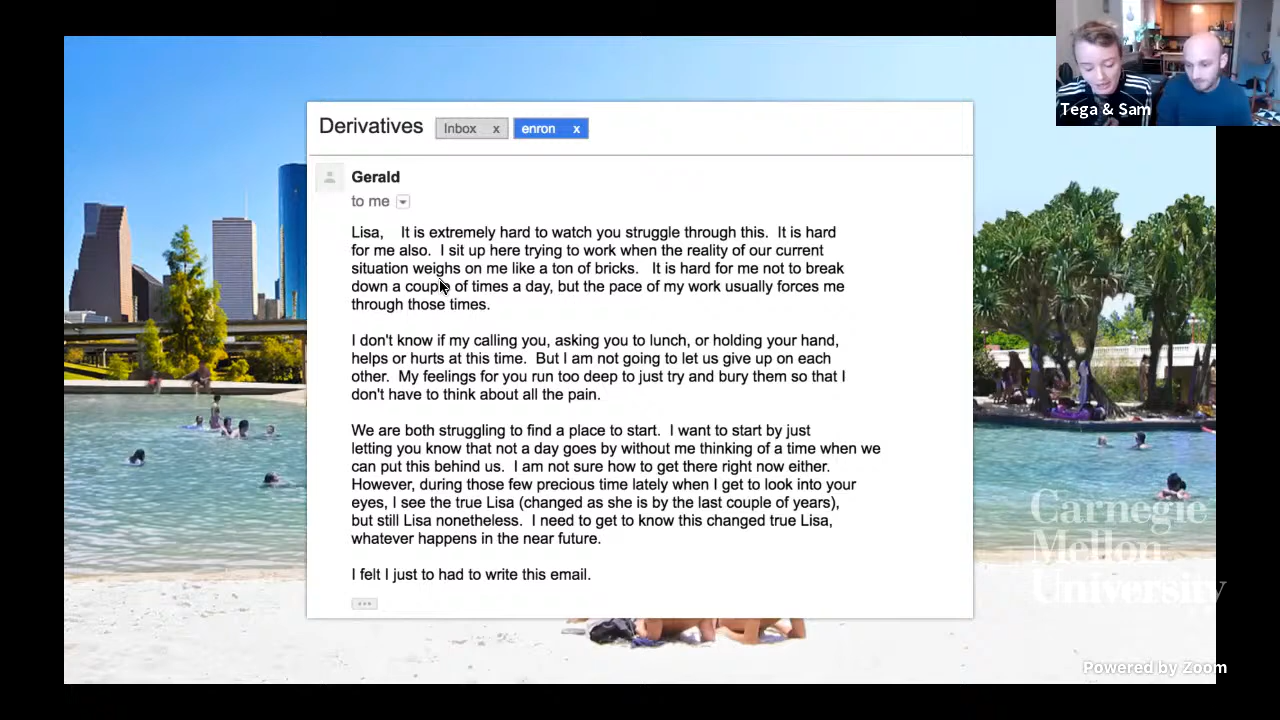 Tega & Sam
Derivatives Inbox x enron x
Gerald
to me
Lisa, It is extremely hard to watch you struggle through this. It is hard
for me also. I sit up here trying to work when the reality of our current
situation weighs on me like a ton of bricks. It is hard for me not to break
down a couple of times a day, but the pace of my work usually forces me
through those times.
I don't know if my calling you, asking you to lunch, or holding your hand,
helps or hurts at this time. But I am not going to let us give up on each
other. My feelings for you run too deep to just try and bury them so that I
don't have to think about all the pain.
We are both struggling to find a place to start. I want to start by just
letting you know that not a day goes by without me thinking of a time when we
can put this behind us. I am not sure how to get there right now either.
However, during those few precious time lately when I get to look into your
eyes, I see the true Lisa (changed as she is by the last couple of years),
but still Lisa nonetheless. I need to get to know this changed true Lisa,
whatever happens in the near future.
I felt I just to had to write this email.
Carnegie
Mellon
University
Powered by Zoom